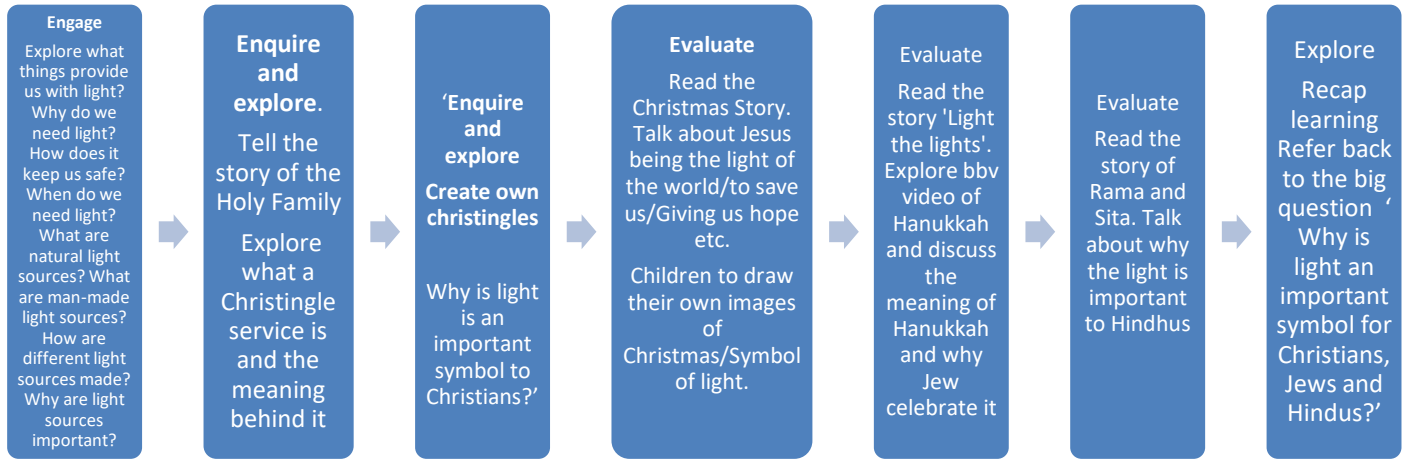 Engage
Explore what
things provide
us with light?
Why do we
need light?
How does it
keep us safe?
When do we
need light?
What are
natural light
sources? What
are man-made
light sources?
How are
different light
sources made?
Why are light
sources
important?
Enquire
and
explore.
Tell the
story of the
Holy Family
Explore
what a
Christingle
service is
and the
meaning
behind it
‘Enquire
and
explore
Create own
christingles
Why is light
is an
important
symbol to
Christians?’
Evaluate
Read the
Christmas Story.
Talk about Jesus
being the light of
the world/to save
us/Giving us hope
etc.
Children to draw
their own images
of
Christmas/Symbol
of light.
Evaluate
Read the
story 'Light
the lights'.
Explore bbv
video of
Hanukkah
and discuss
the
meaning of
Hanukkah
and why
Jew
celebrate it
Evaluate
Read the
story of
Rama and
Sita. Talk
about why
the light is
important
to Hindhus
Explore
Recap
learning
Refer back
to the big
question ‘
Why is
light an
important
symbol for
Christians,
Jews and
Hindus?’